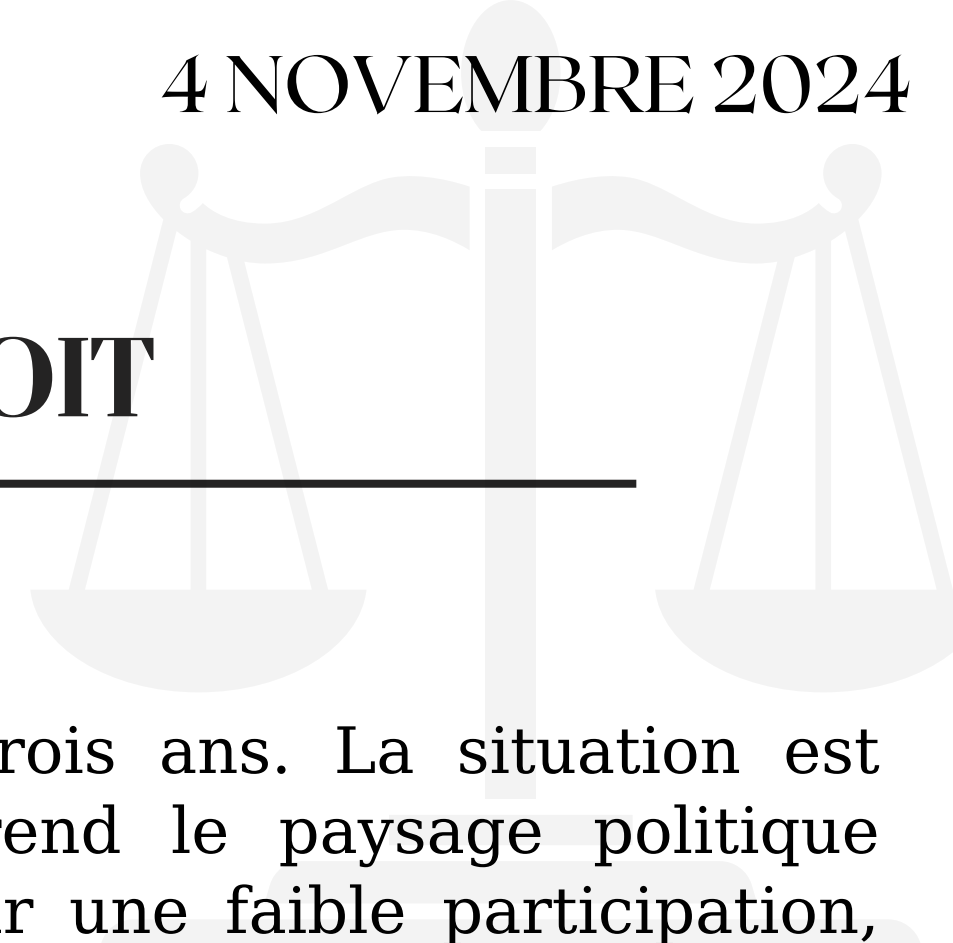 4 NOVEMBRE 2024
OIT
rois ans. La situation est
rend le paysage politique
r une faible participation,